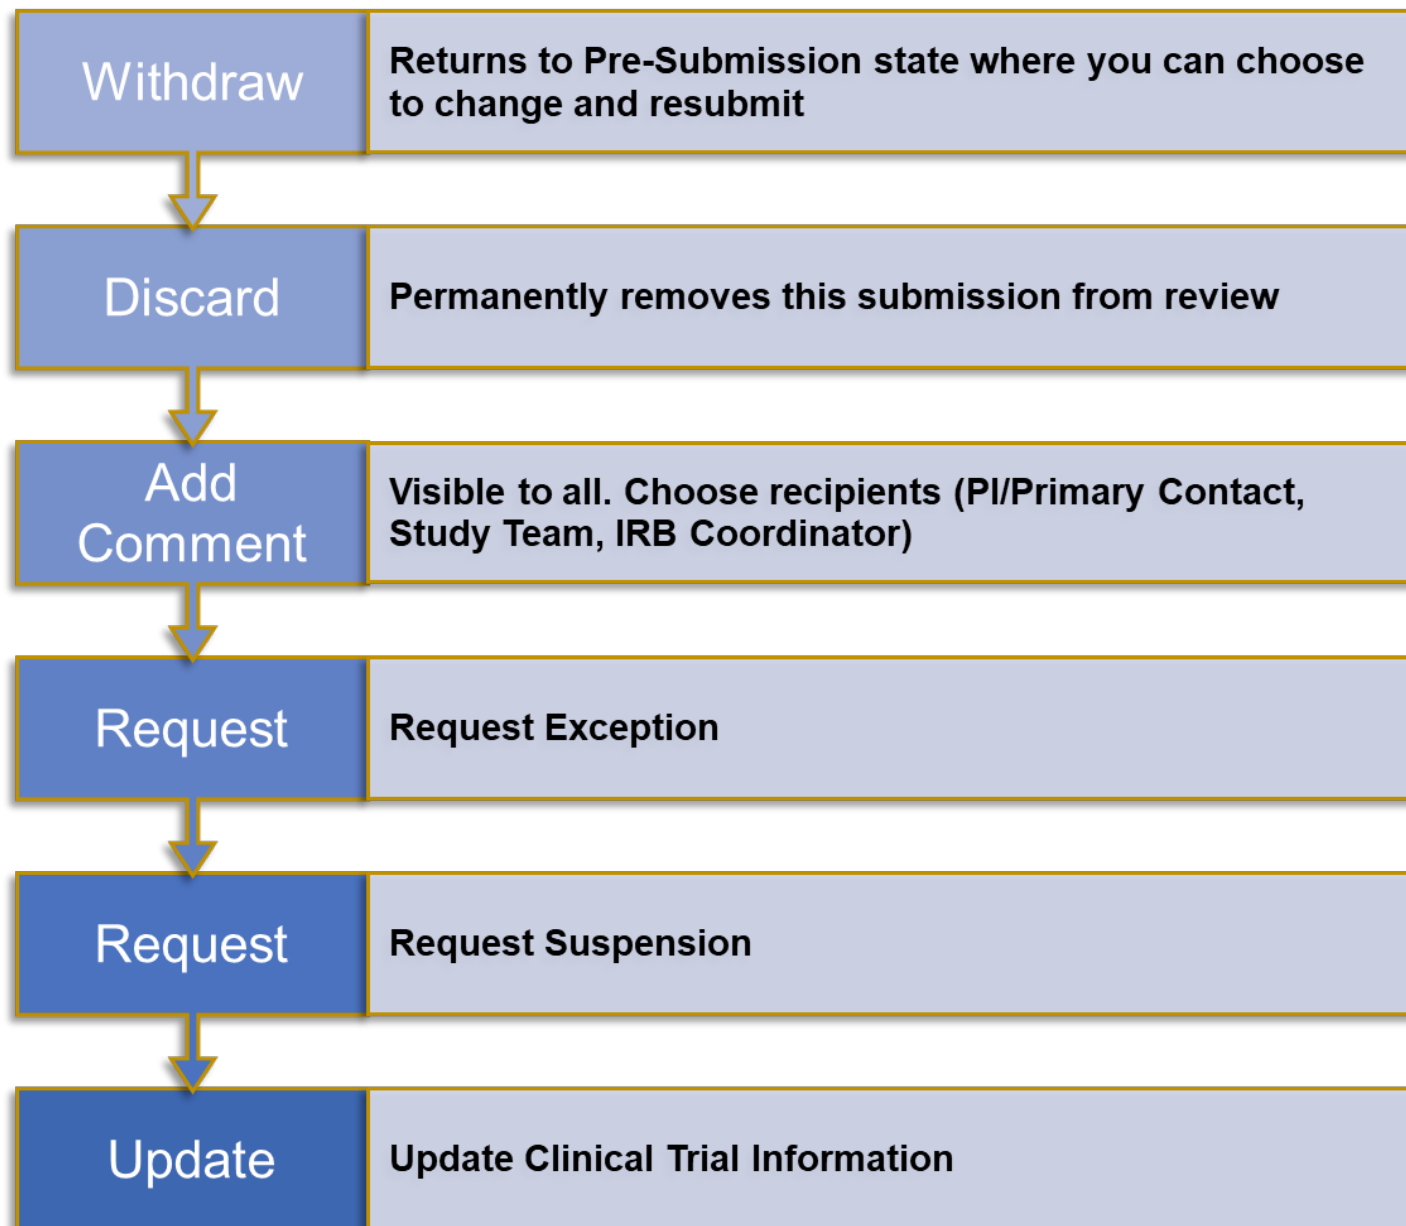 Withdraw
Returns to Pre-Submission state where you can choose
to change and resubmit
Discard
Permanently removes this submission from review
Add
Comment
Visible to all. Choose recipients (PI/Primary Contact,
Study Team, IRB Coordinator)
Request
Request Exception
Request
Request Suspension
Update
Update Clinical Trial Information